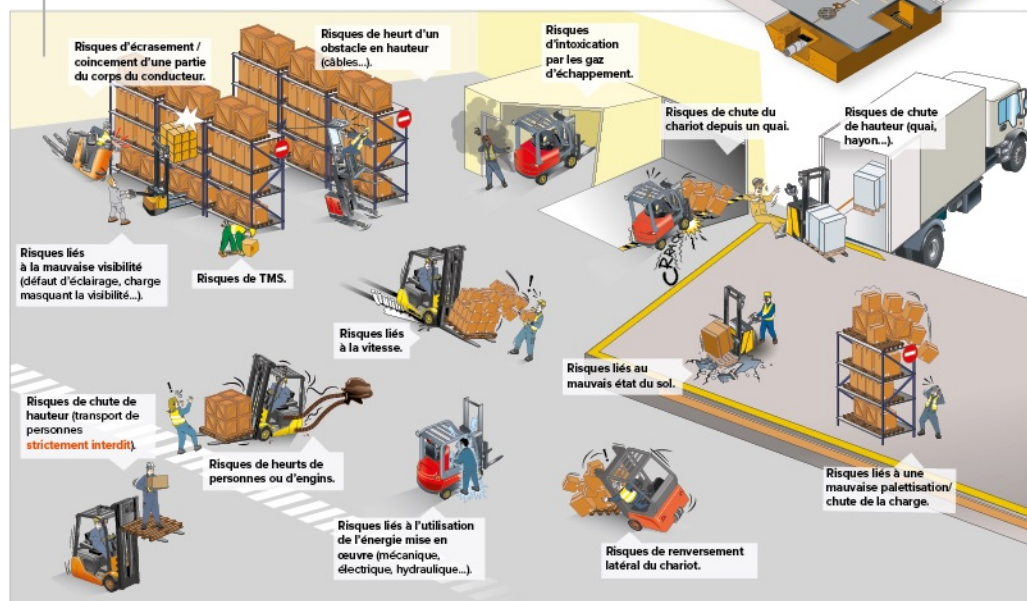 Risques d'écrasement /
coincement d'une partie
du corps du conducteur.
Risques de heurt d'un
obstacle en hauteur
(câbles...).
Risques
d'intoxication
par les gaz
d'échappement.
Risques de chute du
chariot depuis un quai.
Risques de chute
de hauteur (quai,
hayon...).
Risques liés
à la mauvaise visibilité
(défaut d'éclairage, charge
masquant la visibilité...).
Risques de TMS.
Risques liés
à la vitesse.
CRAC
Risques liés au
mauvais état du sol.
Risques de chute de
hauteur (transport de
personnes
strictement interdit).
Risques de heurts de
personnes ou d'engins.
Risques liés à l'utilisation
de l'énergie mise en
œuvre (mécanique,
électrique, hydraulique...).
Risques de renversement
latéral du chariot.
Risques liés à une
mauvaise palettisation/
chute de la charge.